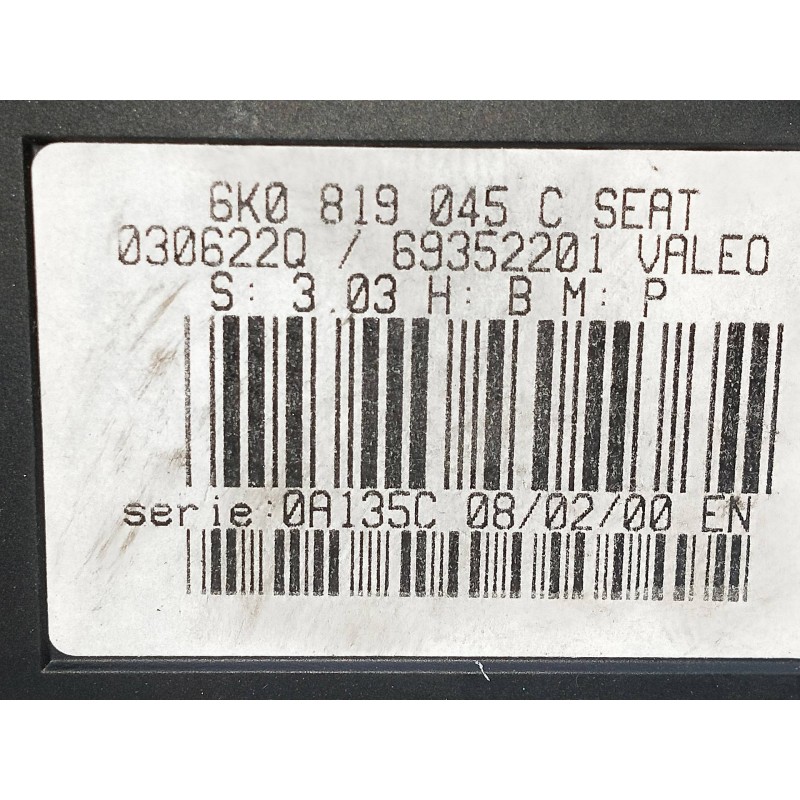 6K0 819 045 C SEAT
030622Q / 69352201 VALEO
S: 3.03 H: B M: P
serie:0A135C 08/02/00 EN